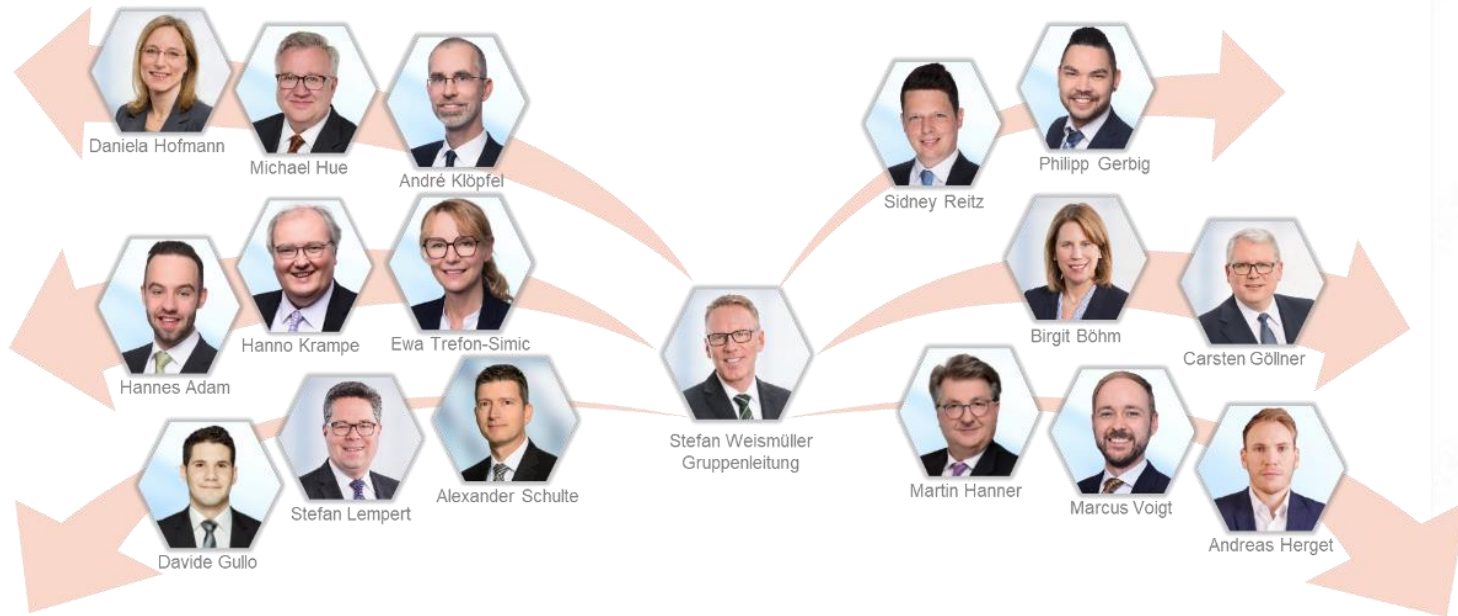 Daniela Hofmann
Michael Hue
André Klöpfel
Sidney Reitz
Philipp Gerbig
Hannes Adam
Hanno Krampe
Ewa Trefon-Simic
Birgit Böhm
Carsten Göllner
Stefan Weismüller
Gruppenleitung
Davide Gullo
Stefan Lempert
Alexander Schulte
Martin Hanner
Marcus Voigt
Andreas Herget